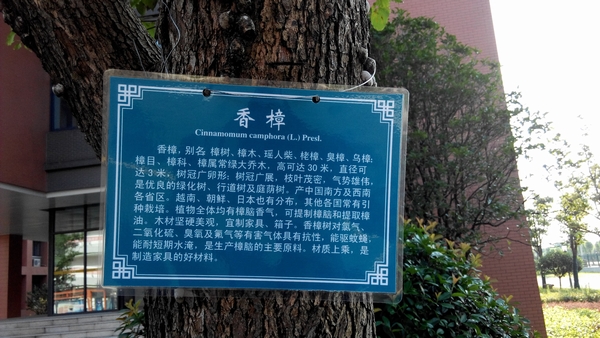 香樟
Cinnamomum camphora (L.) Presl.
香樟，别名 樟树、樟木、瑶人柴、栳樟、臭樟、乌樟;
樟目、樟科、樟属常绿大乔木，高可达 30 米，直径可
达 3 米，树冠广卵形；树冠广展，枝叶茂密，气势雄伟，
是优良的绿化树、行道树及庭荫树。产中国南方及西南
各省区。越南、朝鲜、日本也有分布，其他各国常有引
种栽培。植物全体均有樟脑香气，可提制樟脑和提取樟
油。木材坚硬美观，宜制家具、箱子。香樟树对氯气、
二氧化硫、臭氧及氟气等有害气体具有抗性，能驱蚊蝇，
能耐短期水淹，是生产樟脑的主要原料。材质上乘，是
制造家具的好材料。